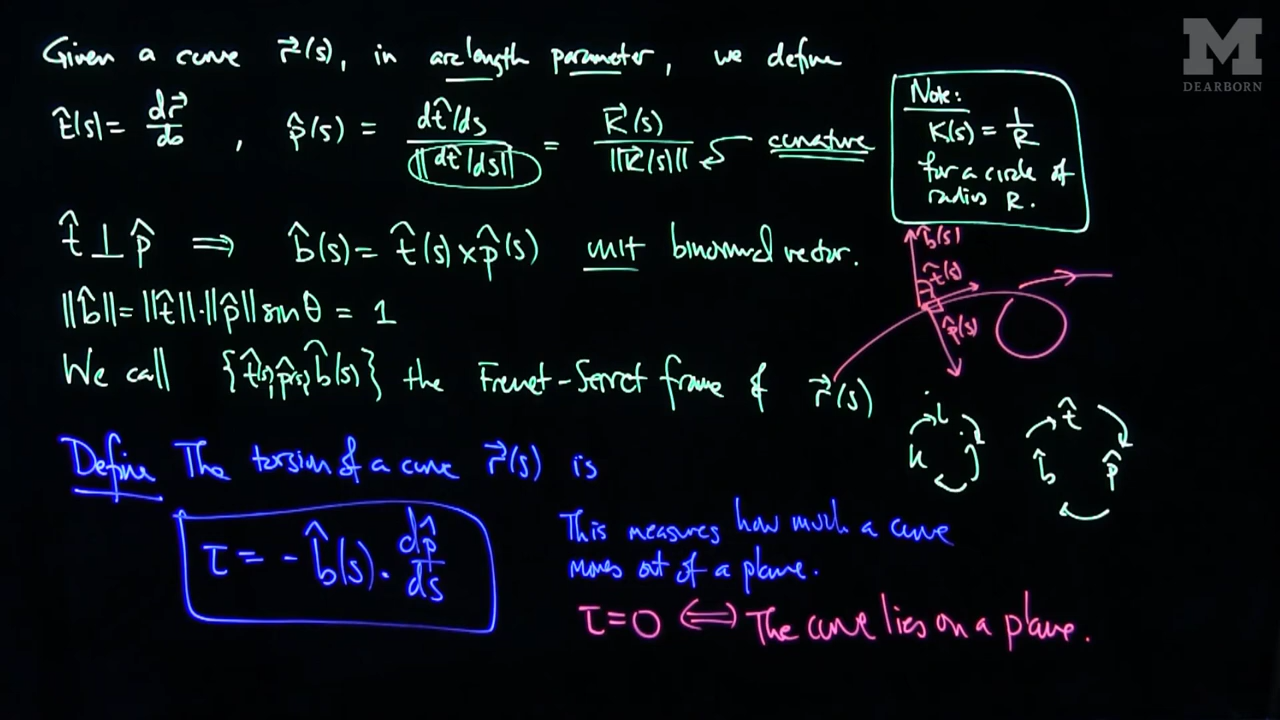 Given a curve r⃗(s), in arclength parameter, we define
t̂(s) = dr⃗/ds , p̂(s) = (dt̂/ds)/(||dt̂/ds||) = K⃗(s)/||K⃗(s)|| curvature
t̂ ⊥ p̂ ⟹ b̂(s) = t̂(s) × p̂(s) unit binormal vector.
||b̂|| = ||t̂||·||p̂|| sin θ = 1
We call {t̂(s), p̂(s), b̂(s)} the Frenet-Serret frame of r⃗(s)
Define The torsion of a curve r⃗(s) is
τ = - b̂(s) · dp̂/ds
This measures how much a curve
moves out of a plane.
τ=0 ⟺ The curve lies on a plane.
M
DEARBORN
Note:
K(s) = 1/R
for a circle of
radius R.
b̂(s)
t̂(s)
p̂(s)
i
k j
t̂
b̂ p̂